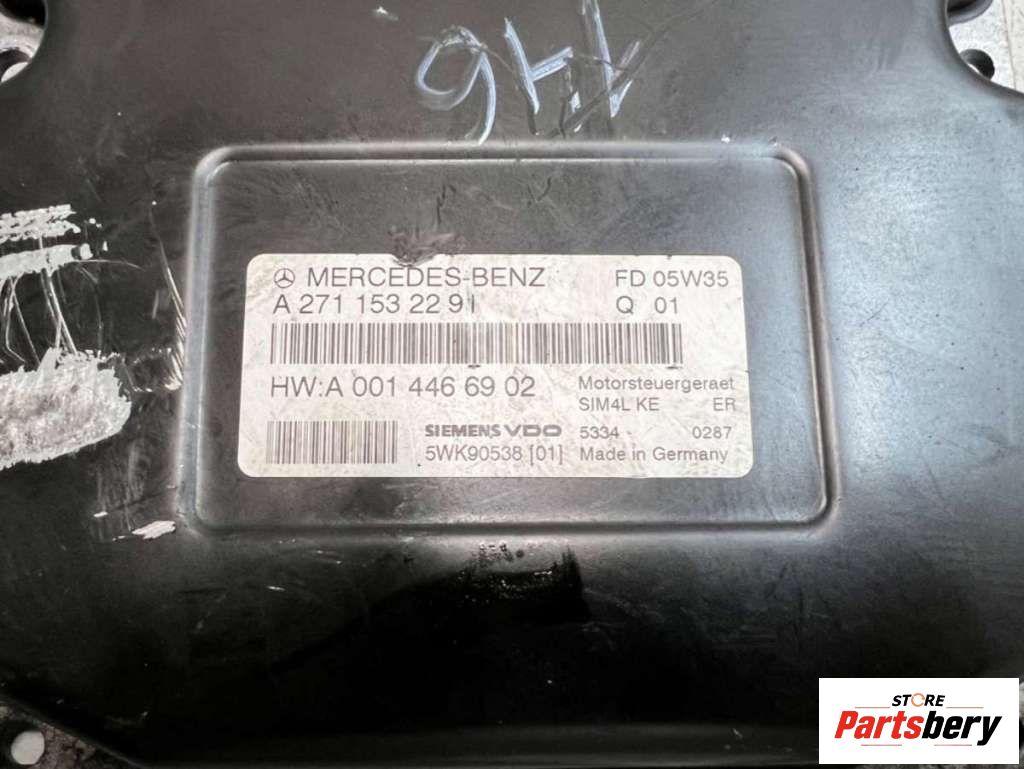 MERCEDES-BENZ FD 05W35
A 271 153 22 91 Q 01
HW:A 001 446 69 02 Motorsteuergeraet
SIM4L KE ER
SIEMENS VDO 5334 - 0287
5WK90538 [01] Made in Germany
STORE
Partsbery